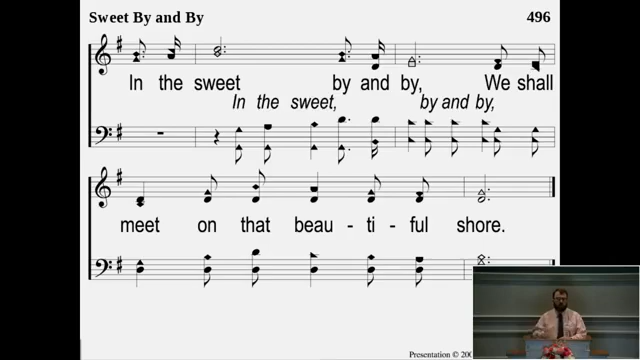 Sweet By and By 496
In the sweet by and by, We shall
In the sweet, by and by,
meet on that beau - ti - ful shore.
Presentation © 200